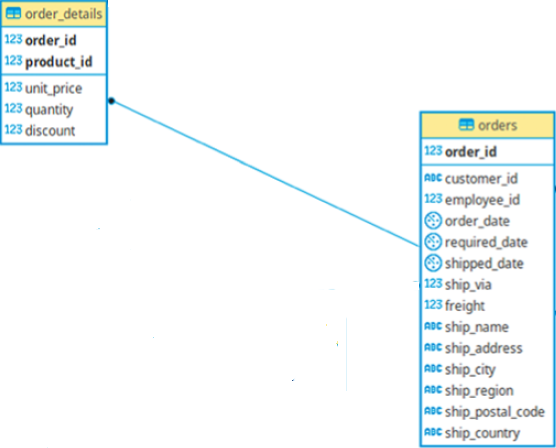 order_details
123 order_id
123 product_id
123 unit_price
123 quantity
123 discount
orders
123 order_id
ABC customer_id
123 employee_id
order_date
required_date
shipped_date
123 ship_via
123 freight
ABC ship_name
ABC ship_address
ABC ship_city
ABC ship_region
ABC ship_postal_code
ABC ship_country